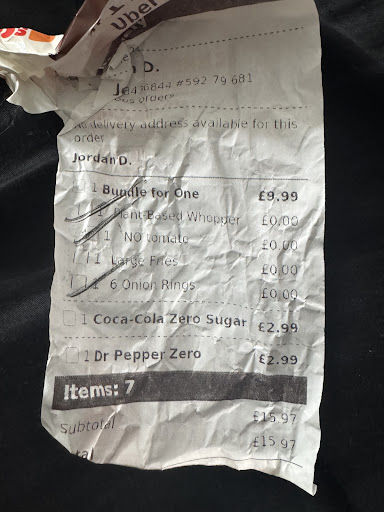 Uber
D.
#592 79 681
No delivery address available for this
order
Jordan D.
1 Bundle for One £9.99
1 Plant-Based Whopper £0.00
1 NO tomato £0.00
1 Large Fries £0.00
1 6 Onion Rings £0.00
1 Coca-Cola Zero Sugar £2.99
1 Dr Pepper Zero £2.99
Items: 7
Subtotal £15.97
£15.97